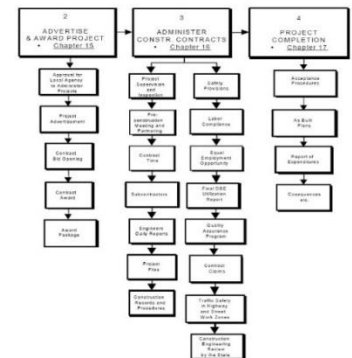 2
ADVERTISE
& AWARD PROJECT
• Chapter 15
Approval for
Local Agency
to Administer
Projects
Project
Advertisement
Contract
Bid Opening
Contract
Award
Award
Package
3
ADMINISTER
CONSTR. CONTRACTS
• Chapter 16
Project
Supervision
and
Inspection
Pre-
construction
Meeting and
Partnering
Contract
Time
Subcontractors
Engineers
Daily Reports
Project
Files
Construction
Records and
Procedures
Safety
Provisions
Labor
Compliance
Equal
Employment
Opportunity
Final DBE
Utilization
Report
Quality
Assurance
Program
Contract
Claims
Traffic Safety
in Highway
and Street
Work Zones
Construction
Engineering
Review
by the State
4
PROJECT
COMPLETION
• Chapter 17
Acceptance
Procedures
As Built
Plans
Report of
Expenditures
Consequences
etc.